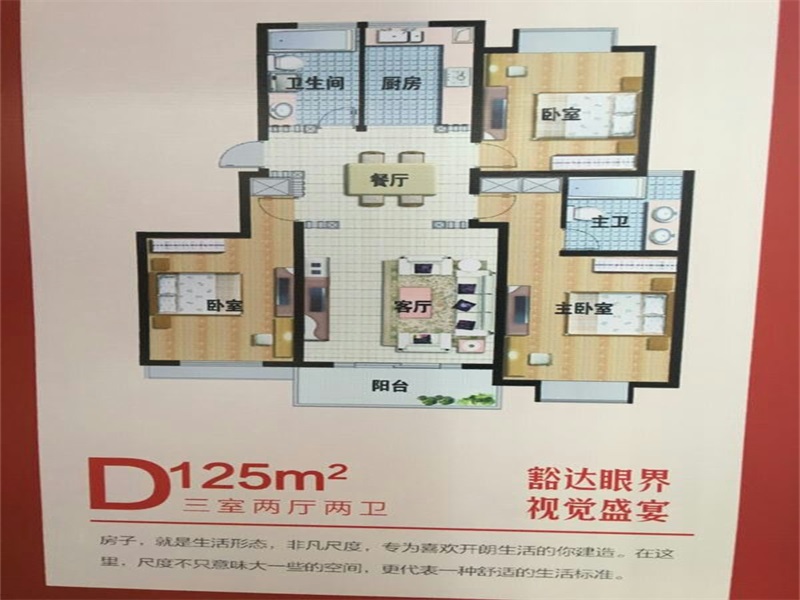 卫生间
厨房
卧室
餐厅
主卫
卧室
客厅
主卧室
阳台
D125m²
三室两厅两卫
豁达眼界
视觉盛宴
房子，就是生活形态，非凡尺度，专为喜欢开朗生活的你建造。在这
里，尺度不只意味大一些的空间，更代表一种舒适的生活标准。